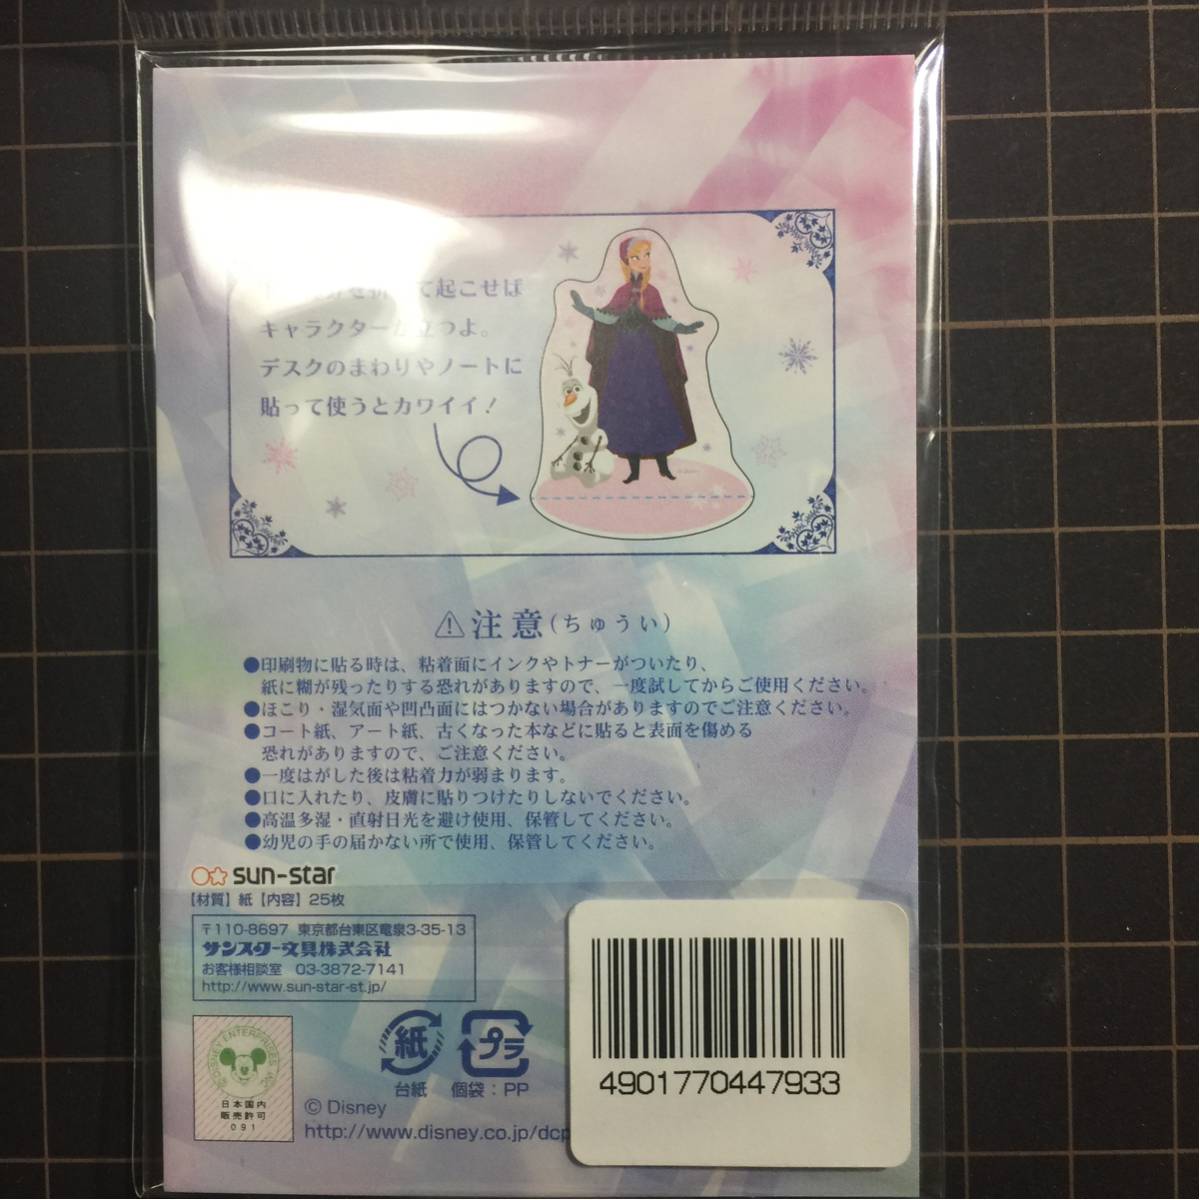 て起こせば
キャラクターが立つよ。
デスクのまわりやノートに
貼って使うとカワイイ!
注意(ちゅうい)
●印刷物に貼る時は、粘着面にインクやトナーがついたり、
紙に糊が残ったりする恐れがありますので、一度試してからご使用ください。
●ほこり・湿気面や凹凸面にはつかない場合がありますのでご注意ください。
●コート紙、アート紙、古くなった本などに貼ると表面を傷める
恐れがありますので、ご注意ください。
●一度はがした後は粘着力が弱まります。
●口に入れたり、皮膚に貼りつけたりしないでください。
●高温多湿・直射日光を避け使用、保管してください。
●幼児の手の届かない所で使用、保管してください。
sun-star
【材質】紙【内容】25枚
〒110-8697 東京都台東区竜泉3-35-13
サンスター文具株式会社
お客様相談室 03-3872-7141
http://www.sun-star-st.jp/
DISNEY ENTERPRISES, INC.
日本国内
販売許可
091
紙
台紙
プラ
個袋:PP
© Disney
http://www.disney.co.jp/dcp
4901770447933